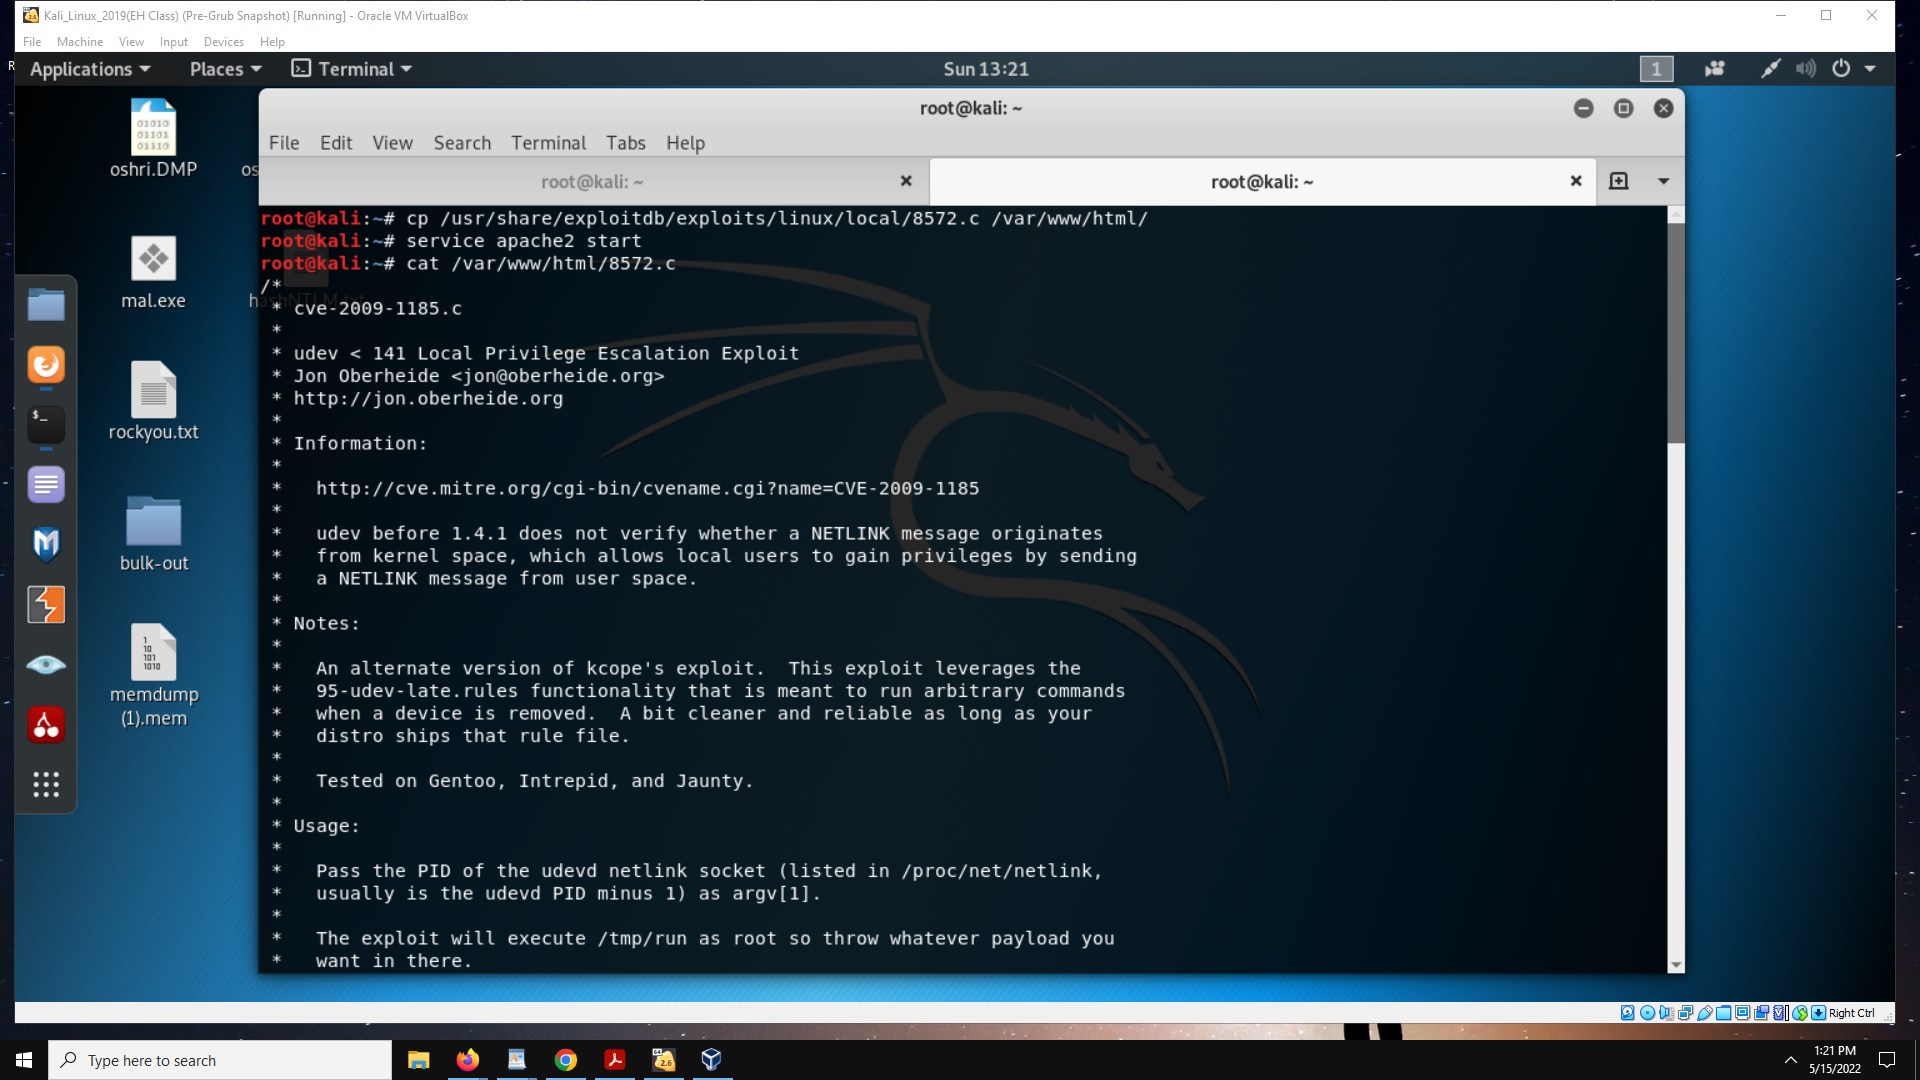 Kali_Linux_2019(EH Class) (Pre-Grub Snapshot) [Running] - Oracle VM VirtualBox
File Machine View Input Devices Help
Applications Places Terminal Sun 13:21 1
root@kali: ~
File Edit View Search Terminal Tabs Help
root@kali: ~ root@kali: ~
root@kali:~# cp /usr/share/exploitdb/exploits/linux/local/8572.c /var/www/html/
root@kali:~# service apache2 start
root@kali:~# cat /var/www/html/8572.c
/*
* cve-2009-1185.c
*
* udev < 141 Local Privilege Escalation Exploit
* Jon Oberheide <jon@oberheide.org>
* http://jon.oberheide.org
*
* Information:
*
* http://cve.mitre.org/cgi-bin/cvename.cgi?name=CVE-2009-1185
*
* udev before 1.4.1 does not verify whether a NETLINK message originates
* from kernel space, which allows local users to gain privileges by sending
* a NETLINK message from user space.
*
* Notes:
*
* An alternate version of kcope's exploit. This exploit leverages the
* 95-udev-late.rules functionality that is meant to run arbitrary commands
* when a device is removed. A bit cleaner and reliable as long as your
* distro ships that rule file.
*
* Tested on Gentoo, Intrepid, and Jaunty.
*
* Usage:
*
* Pass the PID of the udevd netlink socket (listed in /proc/net/netlink,
* usually is the udevd PID minus 1) as argv[1].
*
* The exploit will execute /tmp/run as root so throw whatever payload you
* want in there.
oshri.DMP
os
mal.exe
hashNTLM.txt
rockyou.txt
bulk-out
memdump
(1).mem
Right Ctrl
Type here to search
1:21 PM
5/15/2022